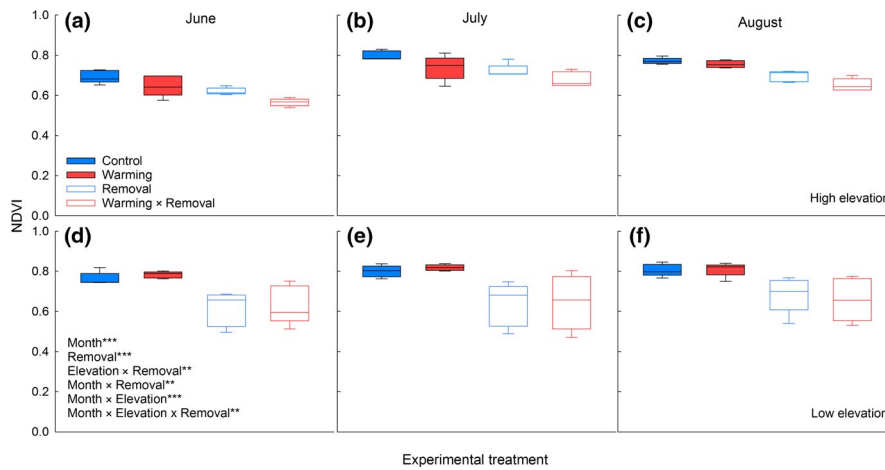 June
July
August
(a)
(b)
(c)
1.0
0.8
0.6
0.4
0.2
0.0
Control
Warming
Removal
Warming × Removal
High elevation
NDVI
(d)
(e)
(f)
1.0
0.8
0.6
0.4
0.2
0.0
Month***
Removal***
Elevation × Removal**
Month × Removal**
Month × Elevation***
Month × Elevation x Removal**
Low elevation
Experimental treatment